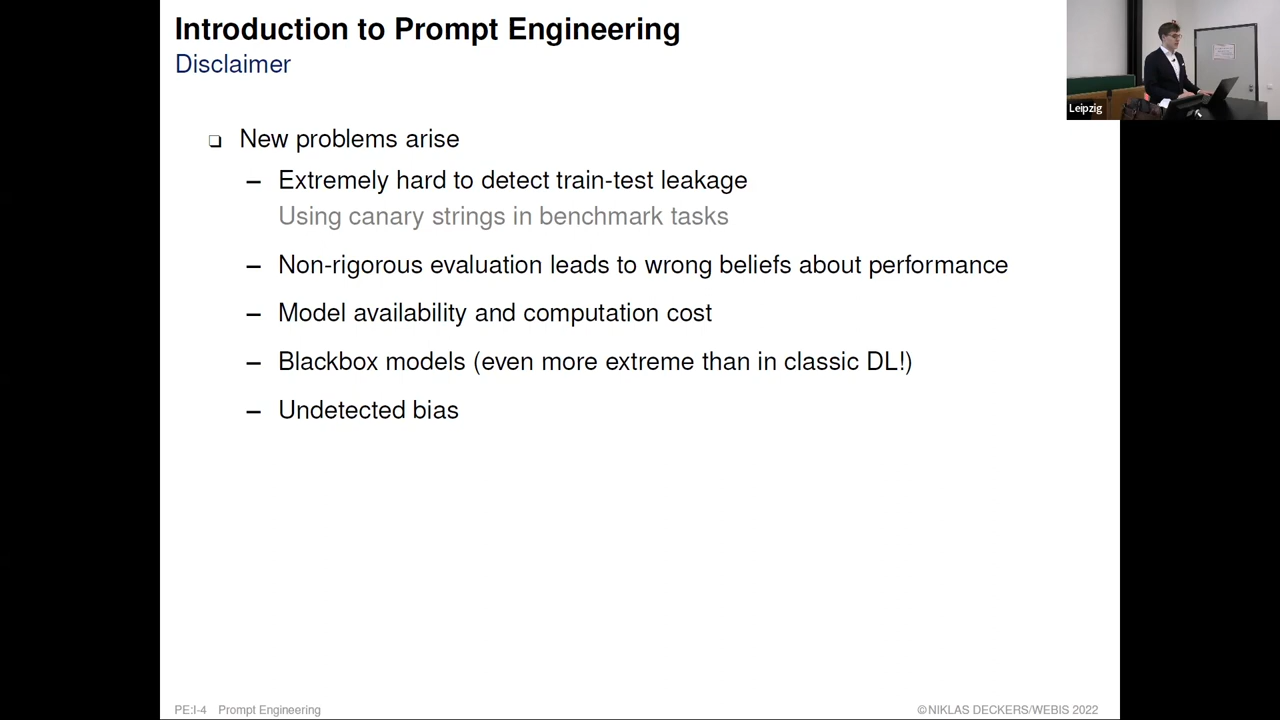 Introduction to Prompt Engineering
Disclaimer
❑ New problems arise
– Extremely hard to detect train-test leakage
Using canary strings in benchmark tasks
– Non-rigorous evaluation leads to wrong beliefs about performance
– Model availability and computation cost
– Blackbox models (even more extreme than in classic DL!)
– Undetected bias
Leipzig
PE:I-4 Prompt Engineering
©NIKLAS DECKERS/WEBIS 2022